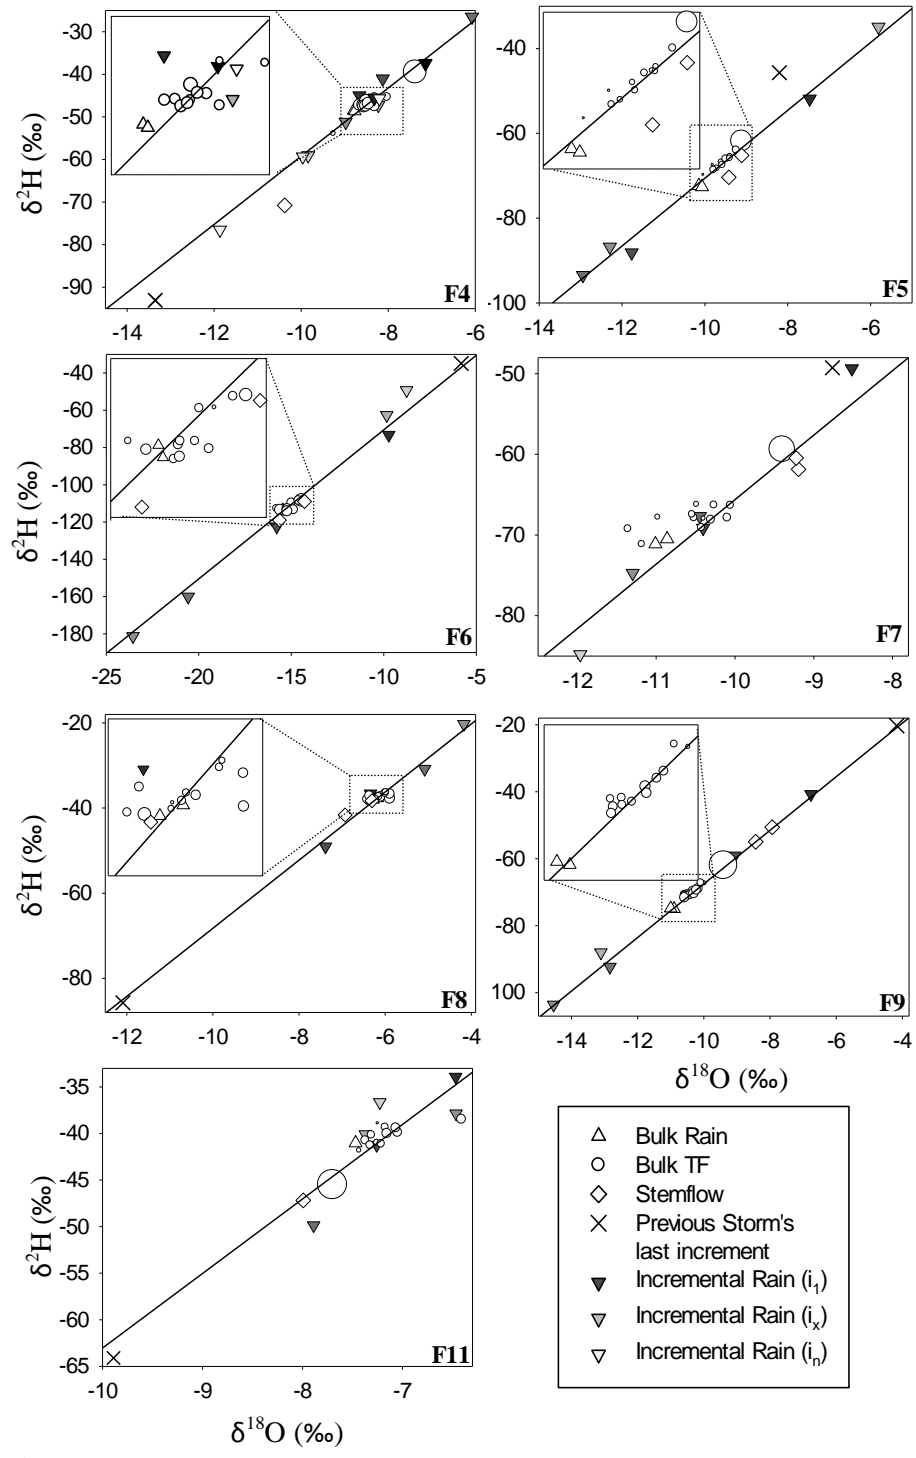 -30
-40
-50
-60
-70
-80
-90
δ²H (‰)
F4
-14 -12 -10 -8 -6
-40
-60
-80
-100
F5
-14 -12 -10 -8 -6
-40
-60
-80
-100
-120
-140
-160
-180
δ²H (‰)
F6
-25 -20 -15 -10 -5
-50
-60
-70
-80
F7
-12 -11 -10 -9 -8
-20
-40
-60
-80
δ²H (‰)
F8
-12 -10 -8 -6 -4
-20
-40
-60
-80
100
F9
-14 -12 -10 -8 -6 -4
δ¹⁸O (‰)
-35
-40
-45
-50
-55
-60
-65
δ²H (‰)
F11
-10 -9 -8 -7
δ¹⁸O (‰)
Bulk Rain
Bulk TF
Stemflow
Previous Storm's
last increment
Incremental Rain (i₁)
Incremental Rain (iₓ)
Incremental Rain (iₙ)